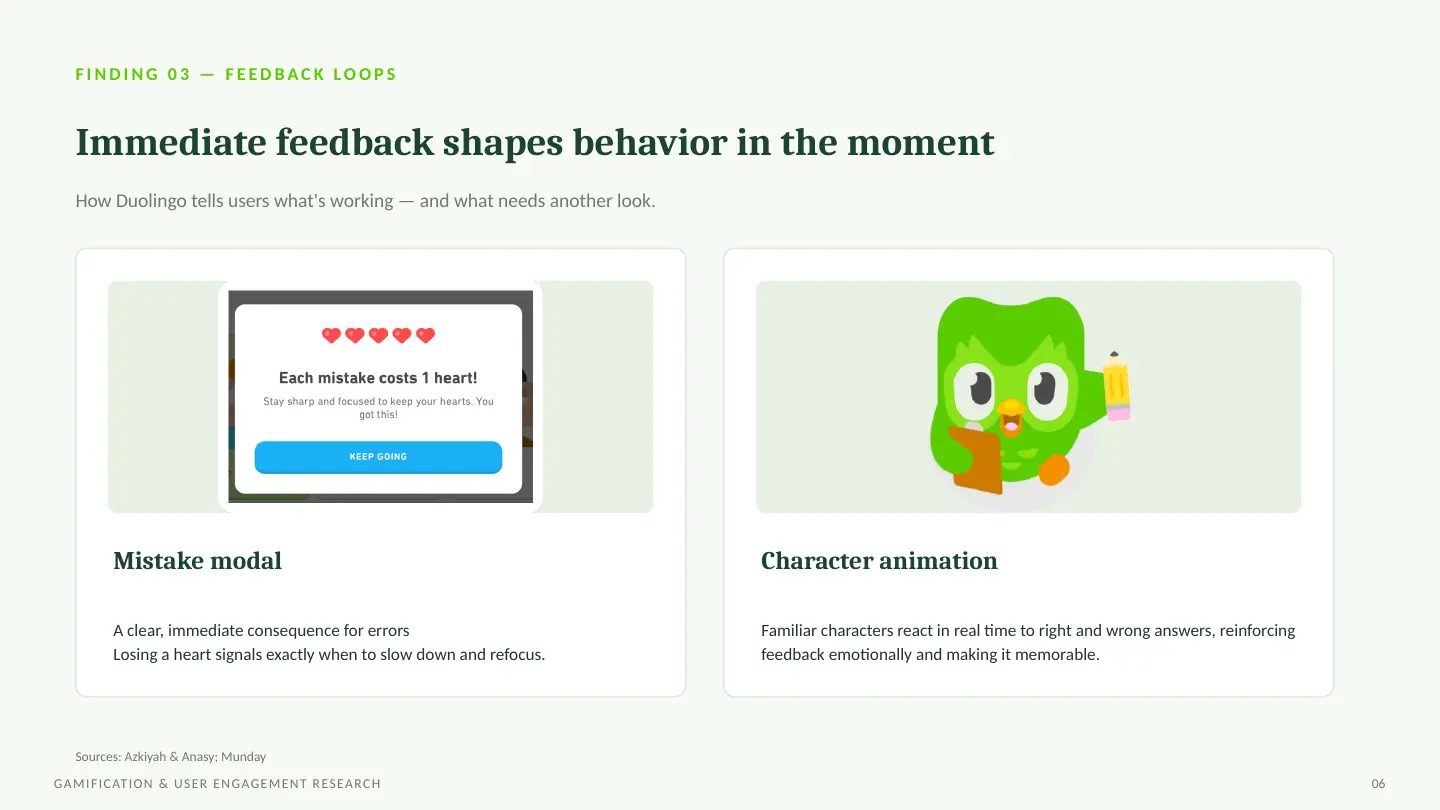 FINDING 03 — FEEDBACK LOOPS
Immediate feedback shapes behavior in the moment
How Duolingo tells users what's working — and what needs another look.
Each mistake costs 1 heart!
Stay sharp and focused to keep your hearts. You
got this!
KEEP GOING
Mistake modal
A clear, immediate consequence for errors
Losing a heart signals exactly when to slow down and refocus.
Character animation
Familiar characters react in real time to right and wrong answers, reinforcing
feedback emotionally and making it memorable.
Sources: Azkiyah & Anasy; Munday
GAMIFICATION & USER ENGAGEMENT RESEARCH
06